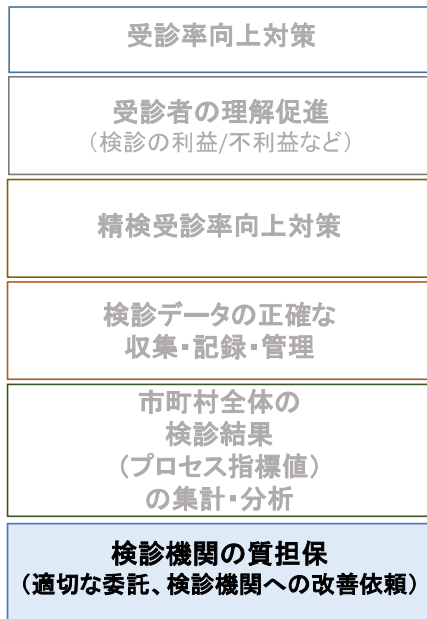 受診率向上対策
受診者の理解促進
（検診の利益/不利益など）
精検受診率向上対策
検診データの正確な
収集・記録・管理
市町村全体の
検診結果
（プロセス指標値）
の集計・分析
検診機関の質担保
（適切な委託、検診機関への改善依頼）